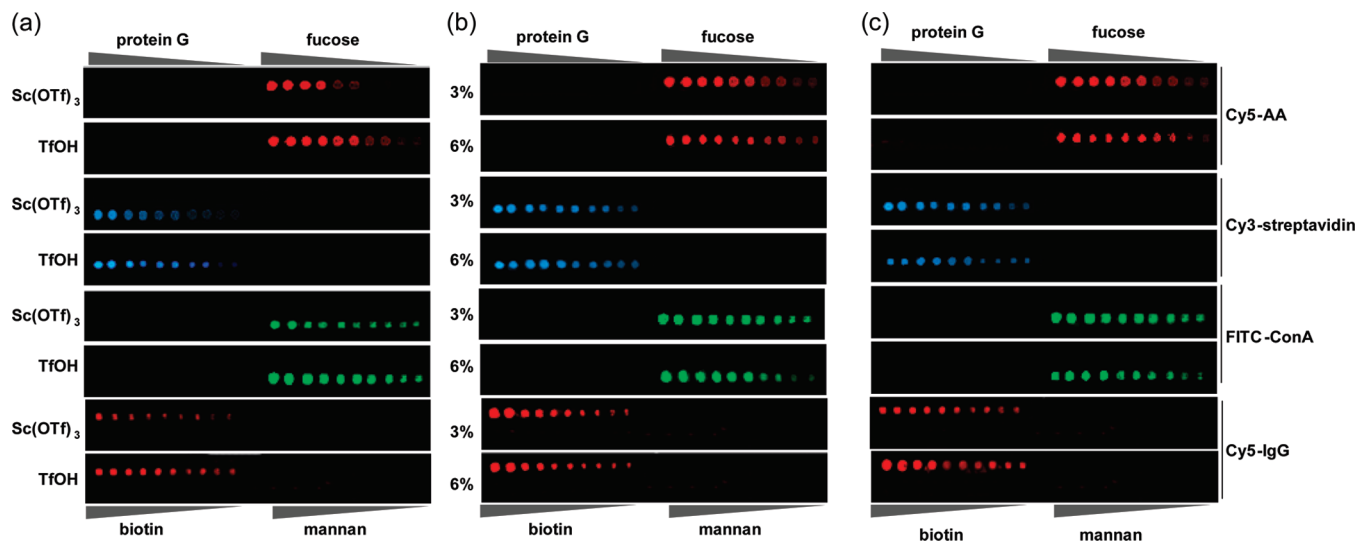 (a)
protein G
fucose
Sc(OTf)3
TfOH
Sc(OTf)3
TfOH
Sc(OTf)3
TfOH
Sc(OTf)3
TfOH
biotin
mannan
(b)
protein G
fucose
3%
6%
3%
6%
3%
6%
3%
6%
biotin
mannan
(c)
protein G
fucose
Cy5-AA
Cy3-streptavidin
FITC-ConA
Cy5-IgG
biotin
mannan